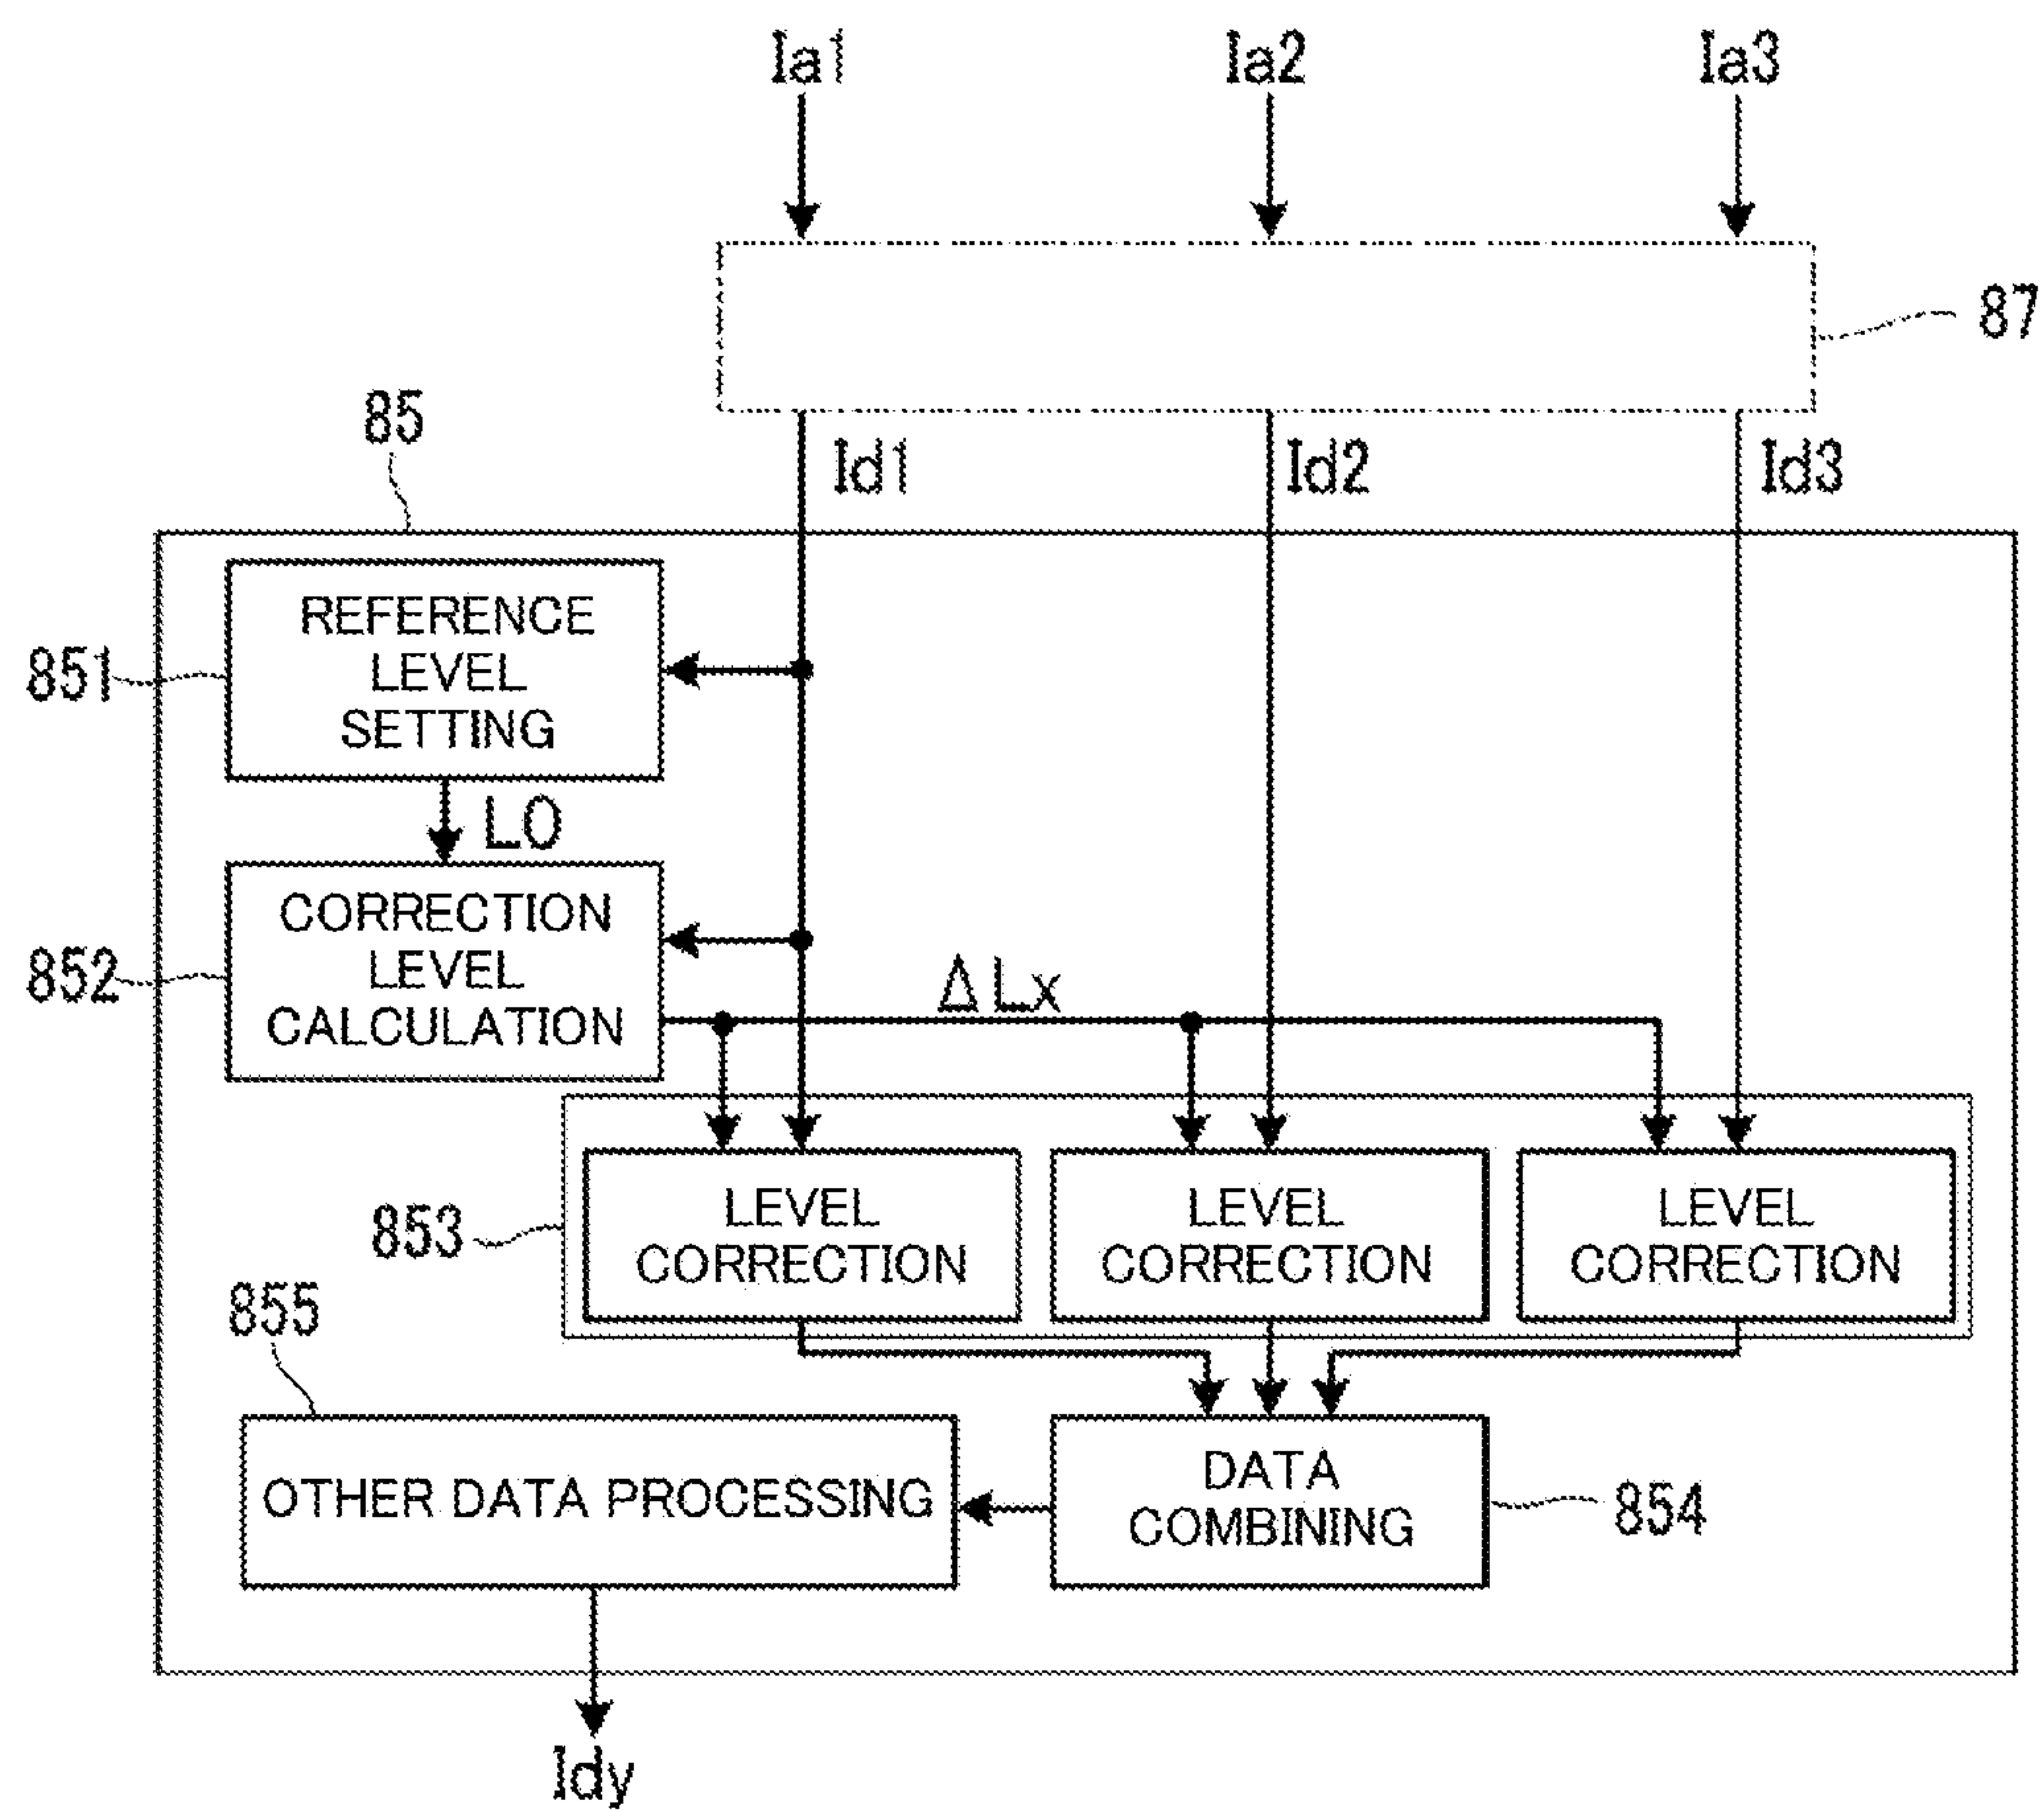 Ia1 Ia2 Ia3
87
85
Id1 Id2 Id3
REFERENCE
LEVEL
SETTING
851
L0
CORRECTION
LEVEL
CALCULATION
852
ΔLx
LEVEL
CORRECTION
LEVEL
CORRECTION
LEVEL
CORRECTION
853
855
OTHER DATA PROCESSING
DATA
COMBINING
854
Idy